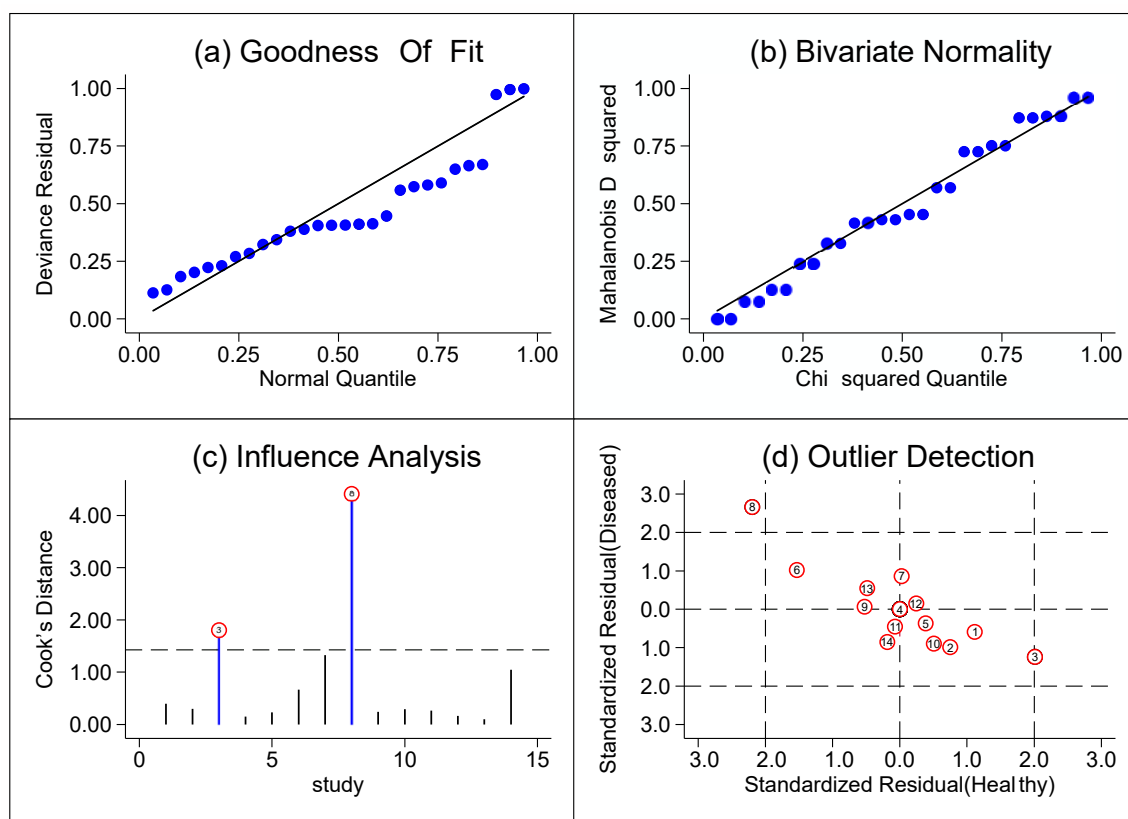 (a) Goodness Of Fit
Deviance Residual
1.00
0.75
0.50
0.25
0.00
0.00 0.25 0.50 0.75 1.00
Normal Quantile
(b) Bivariate Normality
Mahalanobis D squared
1.00
0.75
0.50
0.25
0.00
0.00 0.25 0.50 0.75 1.00
Chi squared Quantile
(c) Influence Analysis
Cook's Distance
4.00
3.00
2.00
1.00
0.00
8
3
0 5 10 15
study
(d) Outlier Detection
Standardized Residual(Diseased)
3.0
2.0
1.0
0.0
1.0
2.0
3.0
8
6
7
13
9
4
12
11
5
1
14
10
2
3
3.0 2.0 1.0 0.0 1.0 2.0 3.0
Standardized Residual(Healthy)